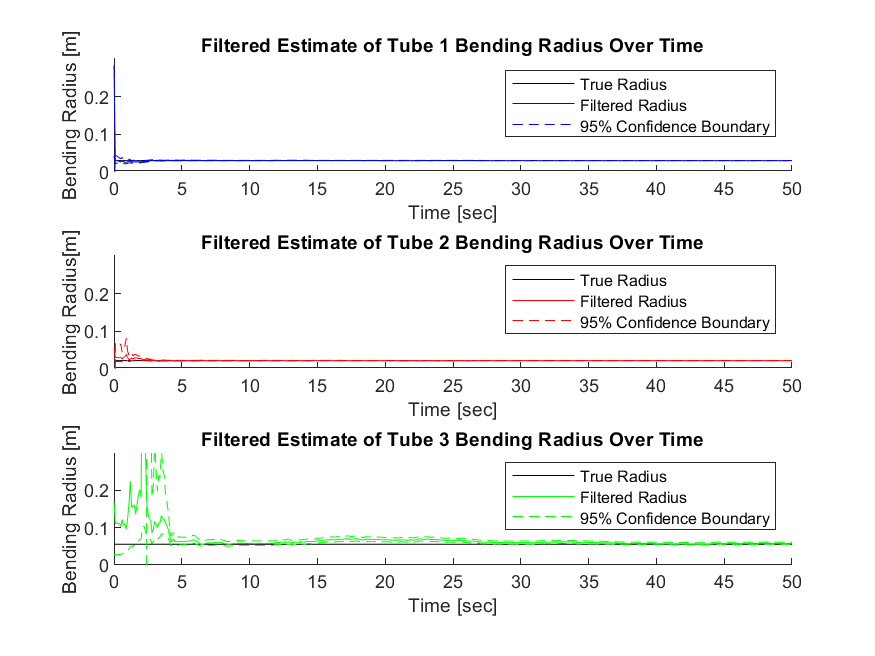 Filtered Estimate of Tube 1 Bending Radius Over Time
Bending Radius [m]
0.2
0.1
0
True Radius
Filtered Radius
95% Confidence Boundary
0 5 10 15 20 25 30 35 40 45 50
Time [sec]
Filtered Estimate of Tube 2 Bending Radius Over Time
Bending Radius[m]
0.2
0.1
0
True Radius
Filtered Radius
95% Confidence Boundary
0 5 10 15 20 25 30 35 40 45 50
Time [sec]
Filtered Estimate of Tube 3 Bending Radius Over Time
Bending Radius [m]
0.2
0.1
0
True Radius
Filtered Radius
95% Confidence Boundary
0 5 10 15 20 25 30 35 40 45 50
Time [sec]